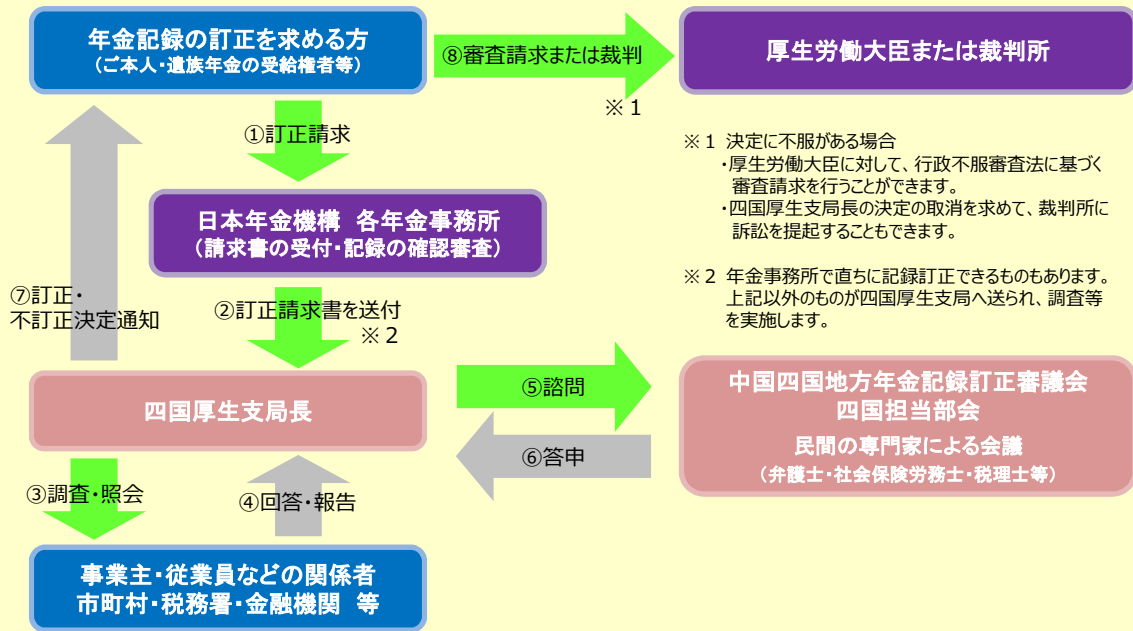 年金記録の訂正を求める方
（ご本人・遺族年金の受給権者等）
⑧審査請求または裁判
※１
厚生労働大臣または裁判所
①訂正請求
※１ 決定に不服がある場合
・厚生労働大臣に対して、行政不服審査法に基づく
審査請求を行うことができます。
・四国厚生支局長の決定の取消を求めて、裁判所に
訴訟を提起することもできます。
日本年金機構　各年金事務所
（請求書の受付・記録の確認審査）
※２ 年金事務所で直ちに記録訂正できるものもあります。
上記以外のものが四国厚生支局へ送られ、調査等
を実施します。
⑦訂正・
不訂正決定通知
②訂正請求書を送付
※２
四国厚生支局長
⑤諮問
⑥答申
中国四国地方年金記録訂正審議会
四国担当部会
民間の専門家による会議
（弁護士・社会保険労務士・税理士等）
③調査・照会
④回答・報告
事業主・従業員などの関係者
市町村・税務署・金融機関　等